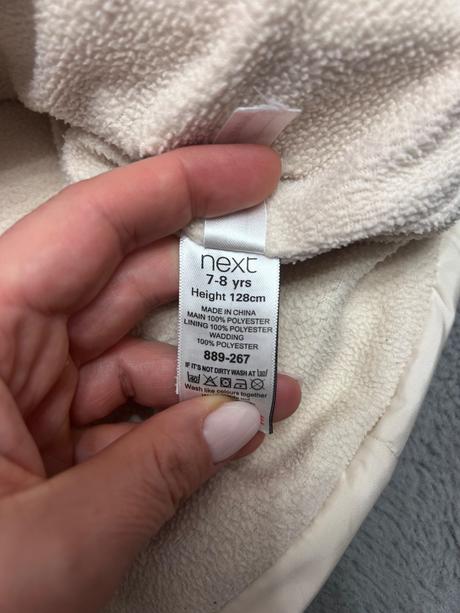 next
7-8 yrs
Height 128cm
MADE IN CHINA
MAIN 100% POLYESTER
LINING 100% POLYESTER
WADDING
100% POLYESTER
889-267
IF IT'S NOT DIRTY WASH AT
Wash like colours together